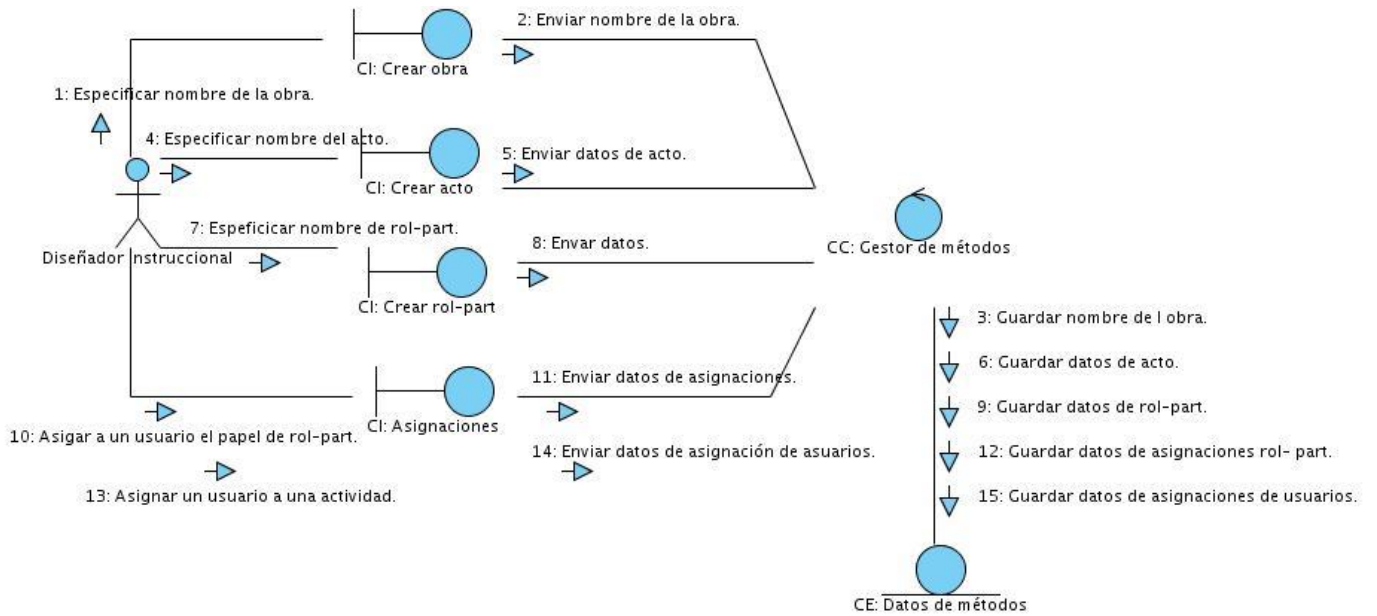 2: Enviar nombre de la obra.
CI: Crear obra
1: Especificar nombre de la obra.
4: Especificar nombre del acto.
5: Enviar datos de acto.
CI: Crear acto
7: Espeficicar nombre de rol-part.
8: Envar datos.
CC: Gestor de métodos
Diseñador instruccional
CI: Crear rol-part
3: Guardar nombre de l obra.
6: Guardar datos de acto.
11: Enviar datos de asignaciones.
9: Guardar datos de rol-part.
CI: Asignaciones
10: Asigar a un usuario el papel de rol-part.
14: Enviar datos de asignación de asuarios.
12: Guardar datos de asignaciones rol- part.
13: Asignar un usuario a una actividad.
15: Guardar datos de asignaciones de usuarios.
CE: Datos de métodos